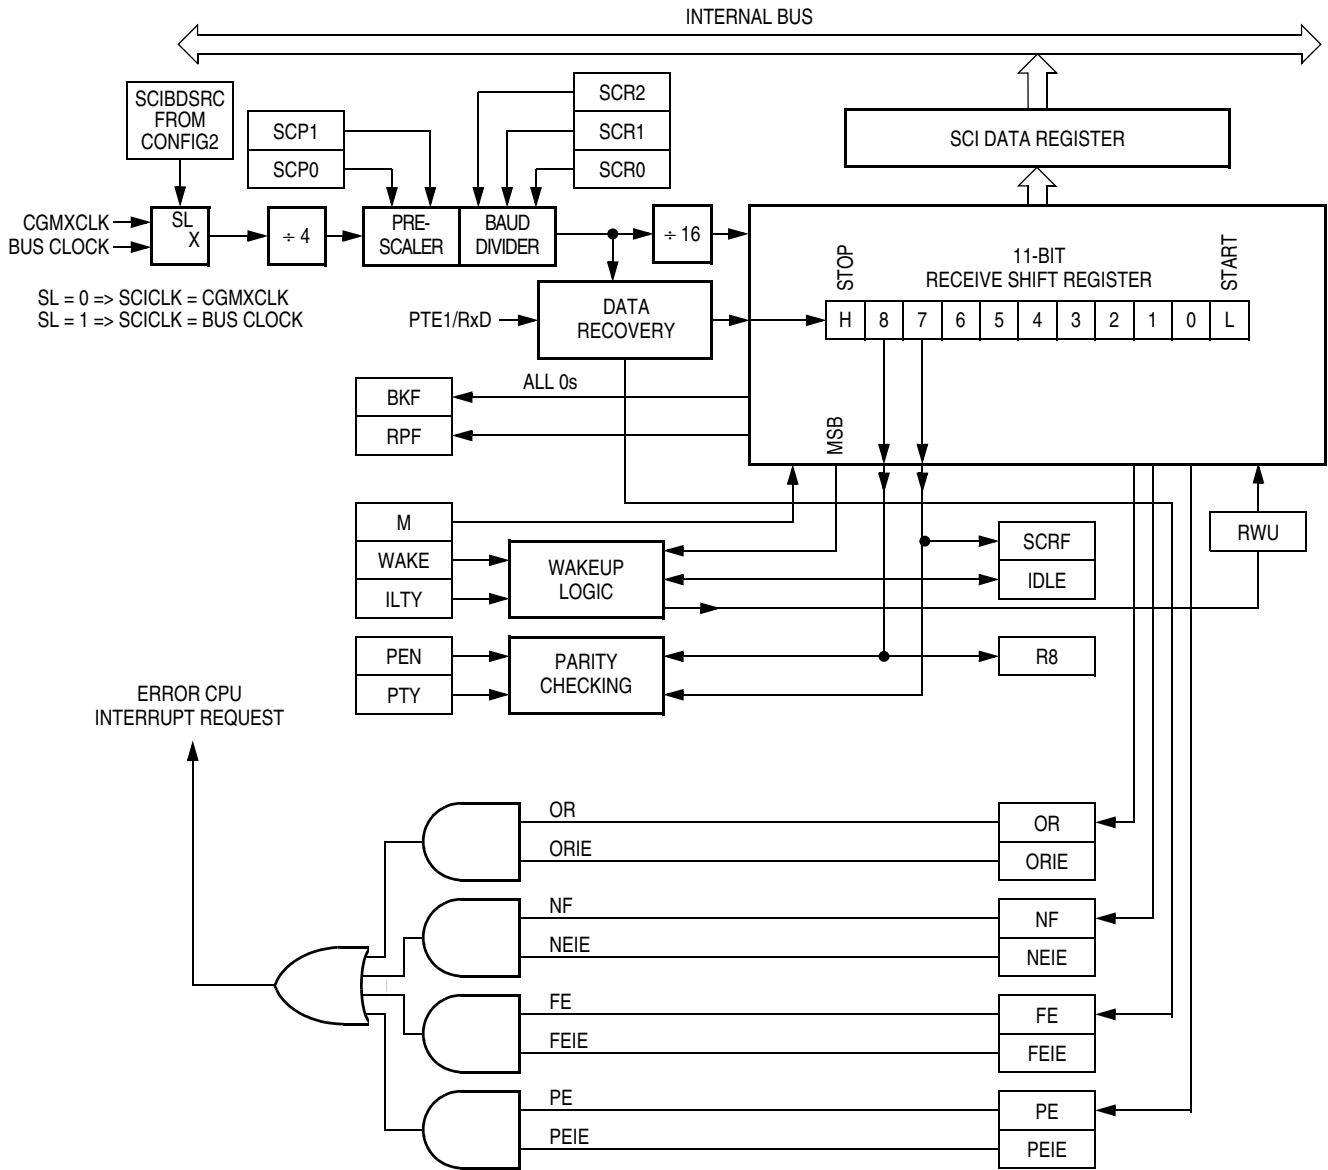 INTERNAL BUS
SCIBDSRC
FROM
CONFIG2
SCP1
SCP0
SCR2
SCR1
SCR0
SCI DATA REGISTER
CGMXCLK
BUS CLOCK
SL
X
÷ 4
PRE-
SCALER
BAUD
DIVIDER
÷ 16
SL = 0 => SCICLK = CGMXCLK
SL = 1 => SCICLK = BUS CLOCK
PTE1/RxD
DATA
RECOVERY
STOP
11-BIT
RECEIVE SHIFT REGISTER
START
H 8 7 6 5 4 3 2 1 0 L
ALL 0s
BKF
RPF
MSB
M
WAKE
ILTY
WAKEUP
LOGIC
SCRF
IDLE
RWU
PEN
PTY
PARITY
CHECKING
R8
ERROR CPU
INTERRUPT REQUEST
OR
OR
ORIE
ORIE
NF
NF
NEIE
NEIE
FE
FE
FEIE
FEIE
PE
PE
PEIE
PEIE